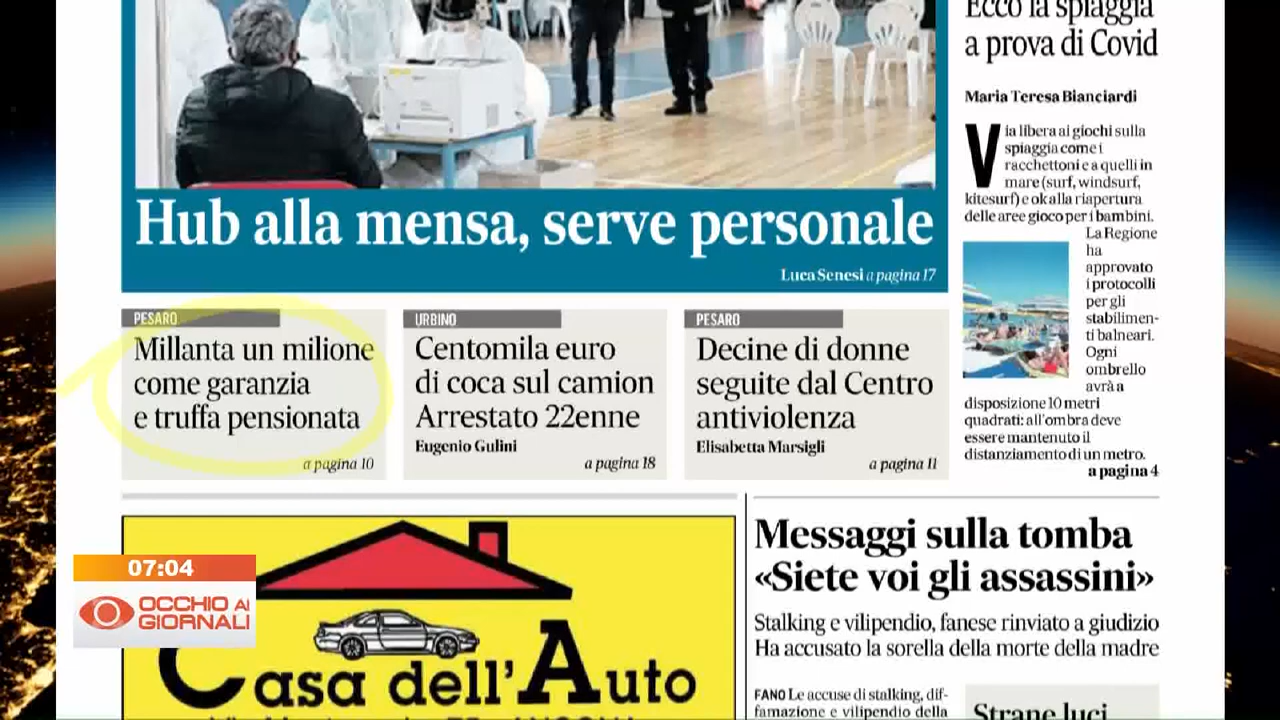 Ecco la spiaggia
a prova di Covid
Maria Teresa Bianciardi
Via libera ai giochi sulla
spiaggia come i
racchettoni e a quelli in
mare (surf, windsurf,
kitesurf) e ok alla riapertura
delle aree gioco per i bambini.
La Regione
ha
approvato
i protocolli
per gli
stabilimen-
ti balneari.
Ogni
ombrello
avrà a
disposizione 10 metri
quadrati: all'ombra deve
essere mantenuto il
distanziamento di un metro.
a pagina 4
Hub alla mensa, serve personale
Luca Senesi a pagina 17
PESARO
Millanta un milione
come garanzia
e truffa pensionata
a pagina 10
URBINO
Centomila euro
di coca sul camion
Arrestato 22enne
Eugenio Gulini
a pagina 18
PESARO
Decine di donne
seguite dal Centro
antiviolenza
Elisabetta Marsigli
a pagina 11
Casa dell'Auto
Messaggi sulla tomba
«Siete voi gli assassini»
Stalking e vilipendio, fanese rinviato a giudizio
Ha accusato la sorella della morte della madre
FANO Le accuse di stalking, dif-
famazione e vilipendio della
Strane luci
07:04
OCCHIO AI
GIORNALI